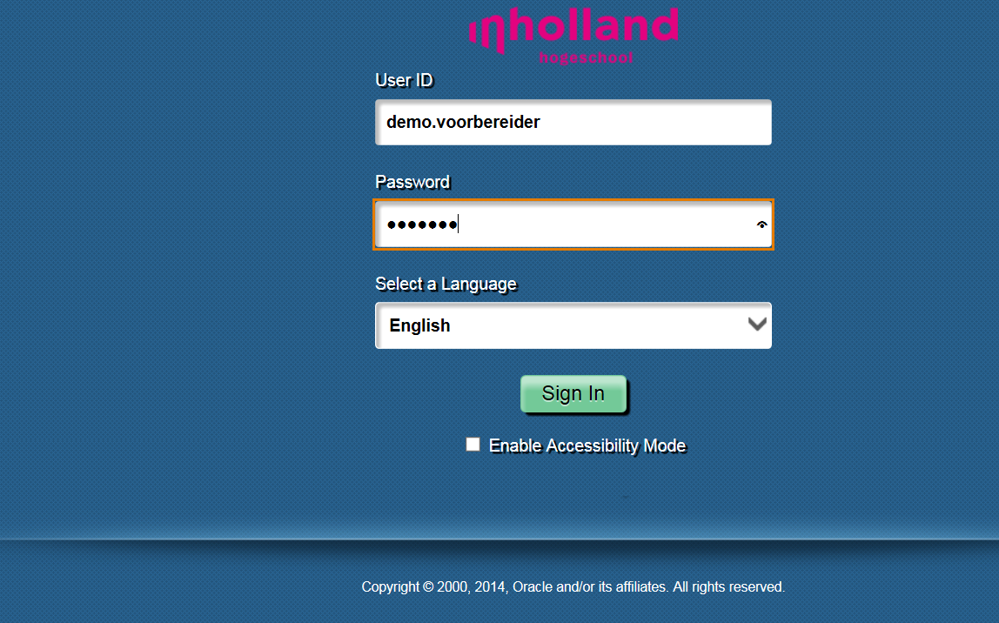 inholland
hogeschool
User ID
demo.voorbereider
Password
•••••••
Select a Language
English
Sign In
Enable Accessibility Mode
Copyright © 2000, 2014, Oracle and/or its affiliates. All rights reserved.